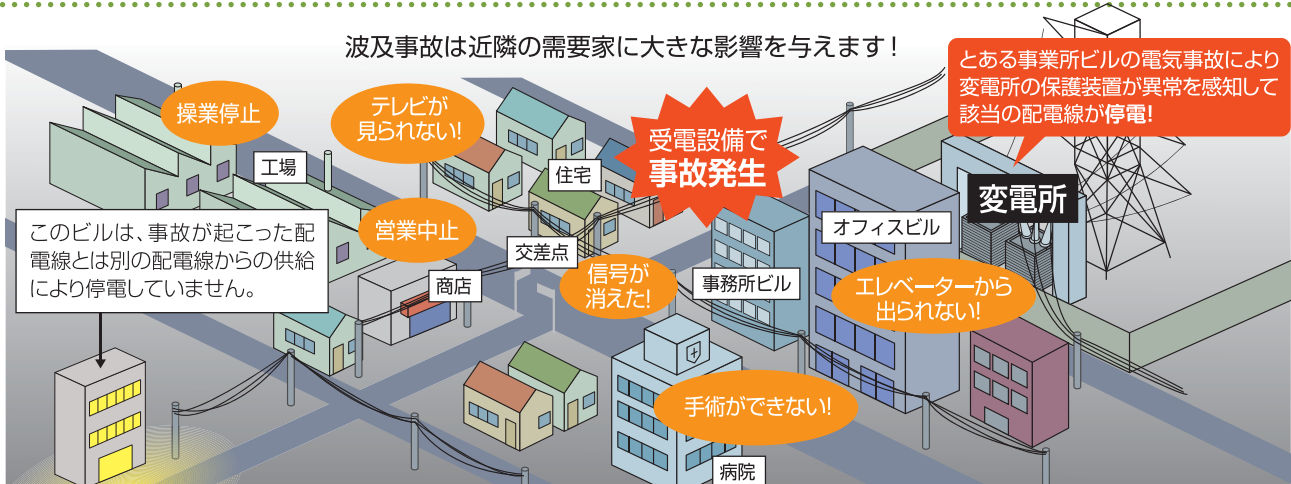 波及事故は近隣の需要家に大きな影響を与えます!
とある事業所ビルの電気事故により
変電所の保護装置が異常を感知して
該当の配電線が停電!
操業停止
テレビが
見られない!
受電設備で
事故発生
工場
住宅
変電所
このビルは、事故が起こった配
電線とは別の配電線からの供給
により停電していません。
営業中止
オフィスビル
交差点
商店
信号が
消えた!
事務所ビル
エレベーターから
出られない!
手術ができない!
病院